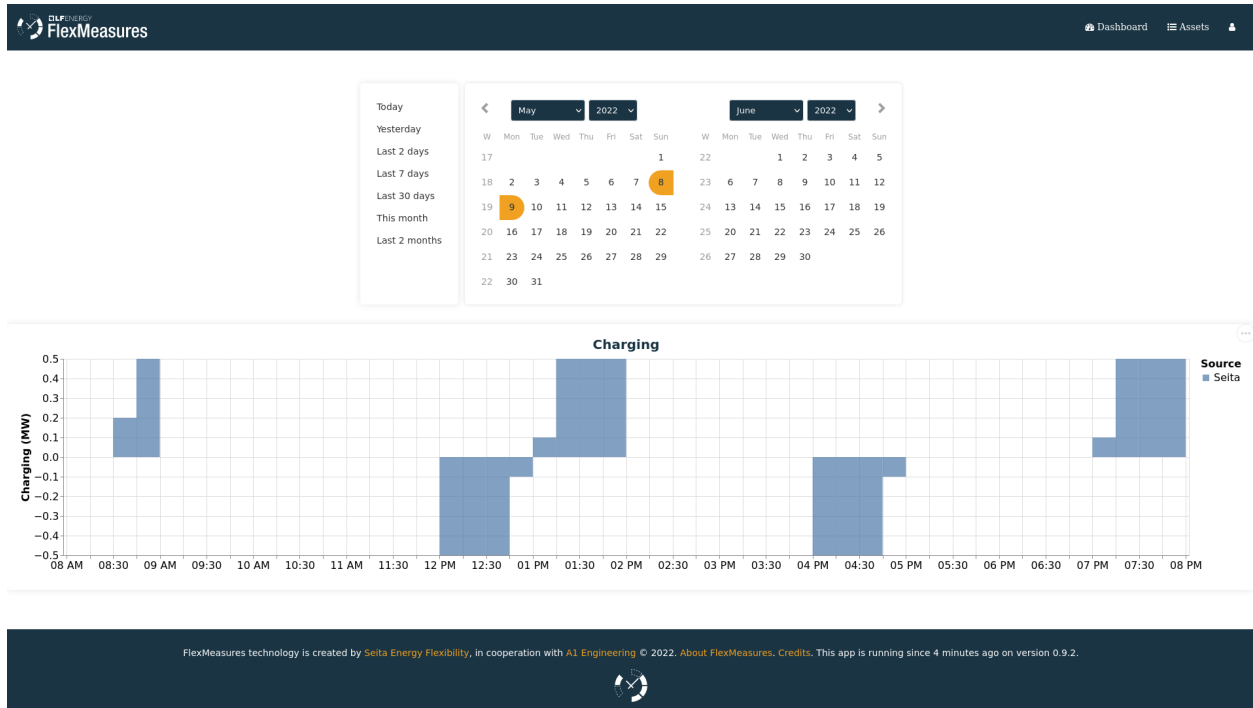 LFENERGY
FlexMeasures
Dashboard Assets
Today
Yesterday
Last 2 days
Last 7 days
Last 30 days
This month
Last 2 months
May 2022
W Mon Tue Wed Thu Fri Sat Sun
17 1
18 2 3 4 5 6 7 8
19 9 10 11 12 13 14 15
20 16 17 18 19 20 21 22
21 23 24 25 26 27 28 29
22 30 31
June 2022
W Mon Tue Wed Thu Fri Sat Sun
22 1 2 3 4 5
23 6 7 8 9 10 11 12
24 13 14 15 16 17 18 19
25 20 21 22 23 24 25 26
26 27 28 29 30
Charging
Charging (MW)
0.5
0.4
0.3
0.2
0.1
0.0
−0.1
−0.2
−0.3
−0.4
−0.5
08 AM 08:30 09 AM 09:30 10 AM 10:30 11 AM 11:30 12 PM 12:30 01 PM 01:30 02 PM 02:30 03 PM 03:30 04 PM 04:30 05 PM 05:30 06 PM 06:30 07 PM 07:30 08 PM
Source
Seita
FlexMeasures technology is created by Seita Energy Flexibility, in cooperation with A1 Engineering © 2022. About FlexMeasures. Credits. This app is running since 4 minutes ago on version 0.9.2.